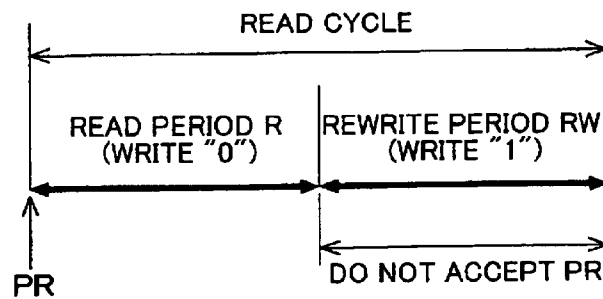 READ CYCLE
READ PERIOD R
(WRITE "0")
REWRITE PERIOD RW
(WRITE "1")
PR
DO NOT ACCEPT PR